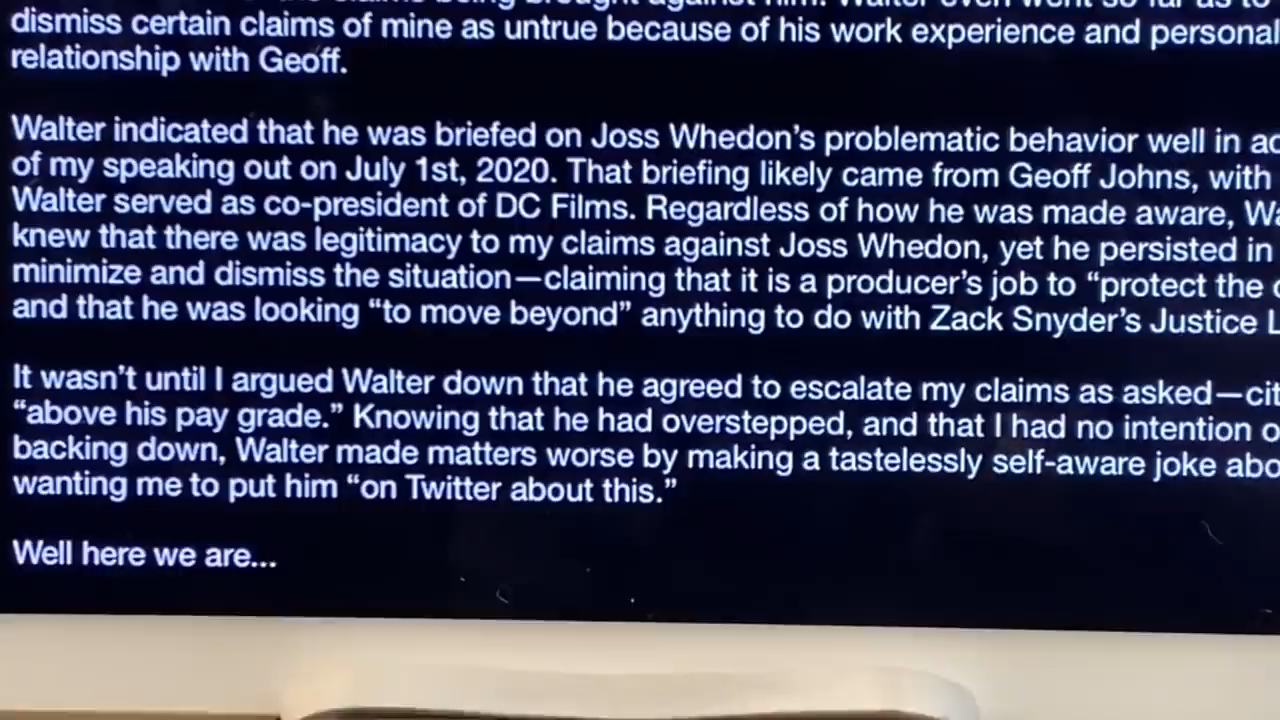 dismiss certain claims of mine as untrue because of his work experience and personal
relationship with Geoff.
Walter indicated that he was briefed on Joss Whedon's problematic behavior well in
of my speaking out on July 1st, 2020. That briefing likely came from Geoff Johns, with
Walter served as co-president of DC Films. Regardless of how he was made aware,
knew that there was legitimacy to my claims against Joss Whedon, yet he persisted in
minimize and dismiss the situation—claiming that it is a producer's job to “protect the
and that he was looking “to move beyond” anything to do with Zack Snyder's Justice
It wasn't until I argued Walter down that he agreed to escalate my claims as asked—
“above his pay grade.” Knowing that he had overstepped, and that I had no intention
backing down, Walter made matters worse by making a tastelessly self-aware joke
wanting me to put him “on Twitter about this.”
Well here we are...